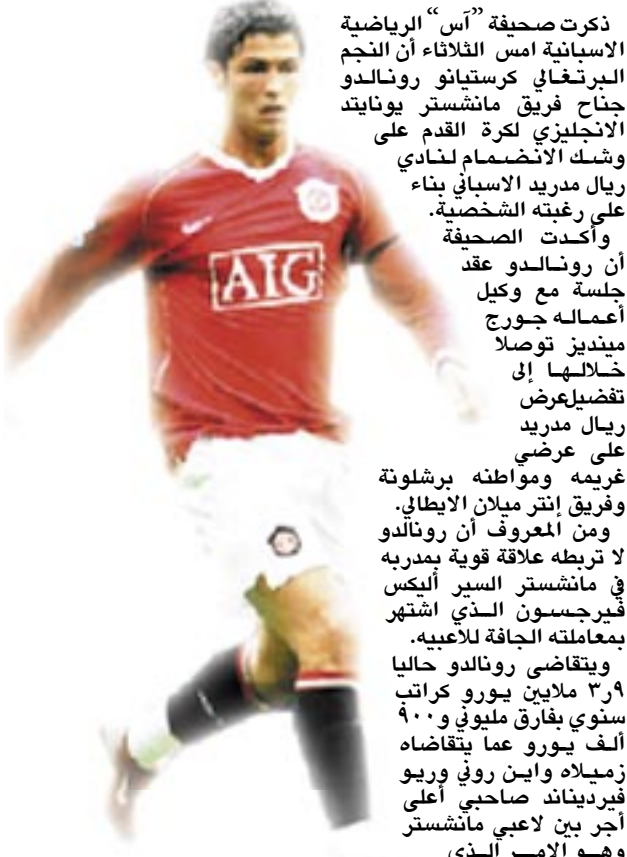 ذكرت صحيفة ”آس“ الرياضية
الاسبانية امس الثلاثاء أن النجم
البرتغالي كرستيانو رونالدو
جناح فريق مانشستر يونايتد
الانجليزي لكرة القدم على
وشك الانضمام لنادي
ريال مدريد الاسباني بناء
على رغبته الشخصية.
وأكدت الصحيفة
أن رونالدو عقد
جلسة مع وكيل
أعماله جورج
مينديز توصلا
خلالها إلى
تفضيلعرض
ريال مدريد
على عرضي
غريمه ومواطنه برشلونة
وفريق إنتر ميلان الايطالي.
ومن المعروف أن رونالدو
لا تربطه علاقة قوية بمدربه
في مانشستر السير أليكس
فيرجسون الذي اشتهر
بمعاملته الجافة للاعبيه.
ويتقاضى رونالدو حاليا
٩ر٣ ملايين يورو كراتب
سنوي بفارق مليوني و٩٠٠
ألف يورو عما يتقاضاه
زميلاه واين روني وريو
فيرديناند صاحبي أعلى
أجر بين لاعبي مانشستر
وهو الامر الذي
AIG